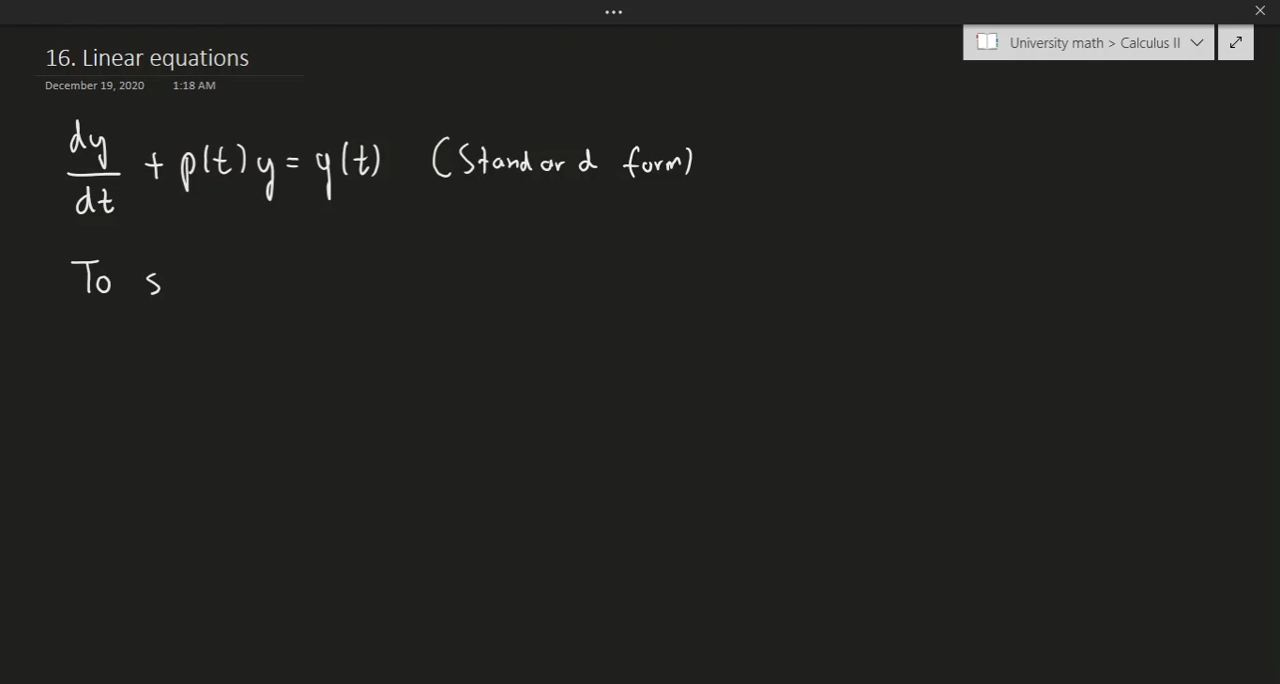 ...
University math > Calculus II
16. Linear equations
December 19, 2020 1:18 AM
dy/dt + p(t)y = q(t) (Standard form)
To s